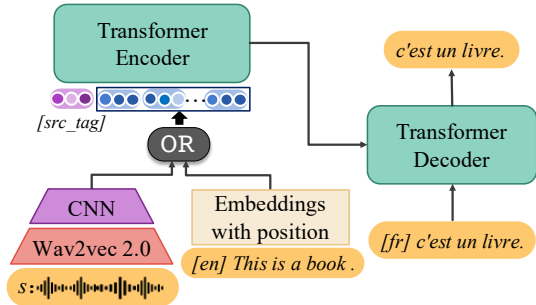 Transformer
Encoder
[src_tag]
...
OR
CNN
Wav2vec 2.0
s:
Embeddings
with position
[en] This is a book .
c'est un livre.
Transformer
Decoder
[fr] c'est un livre.